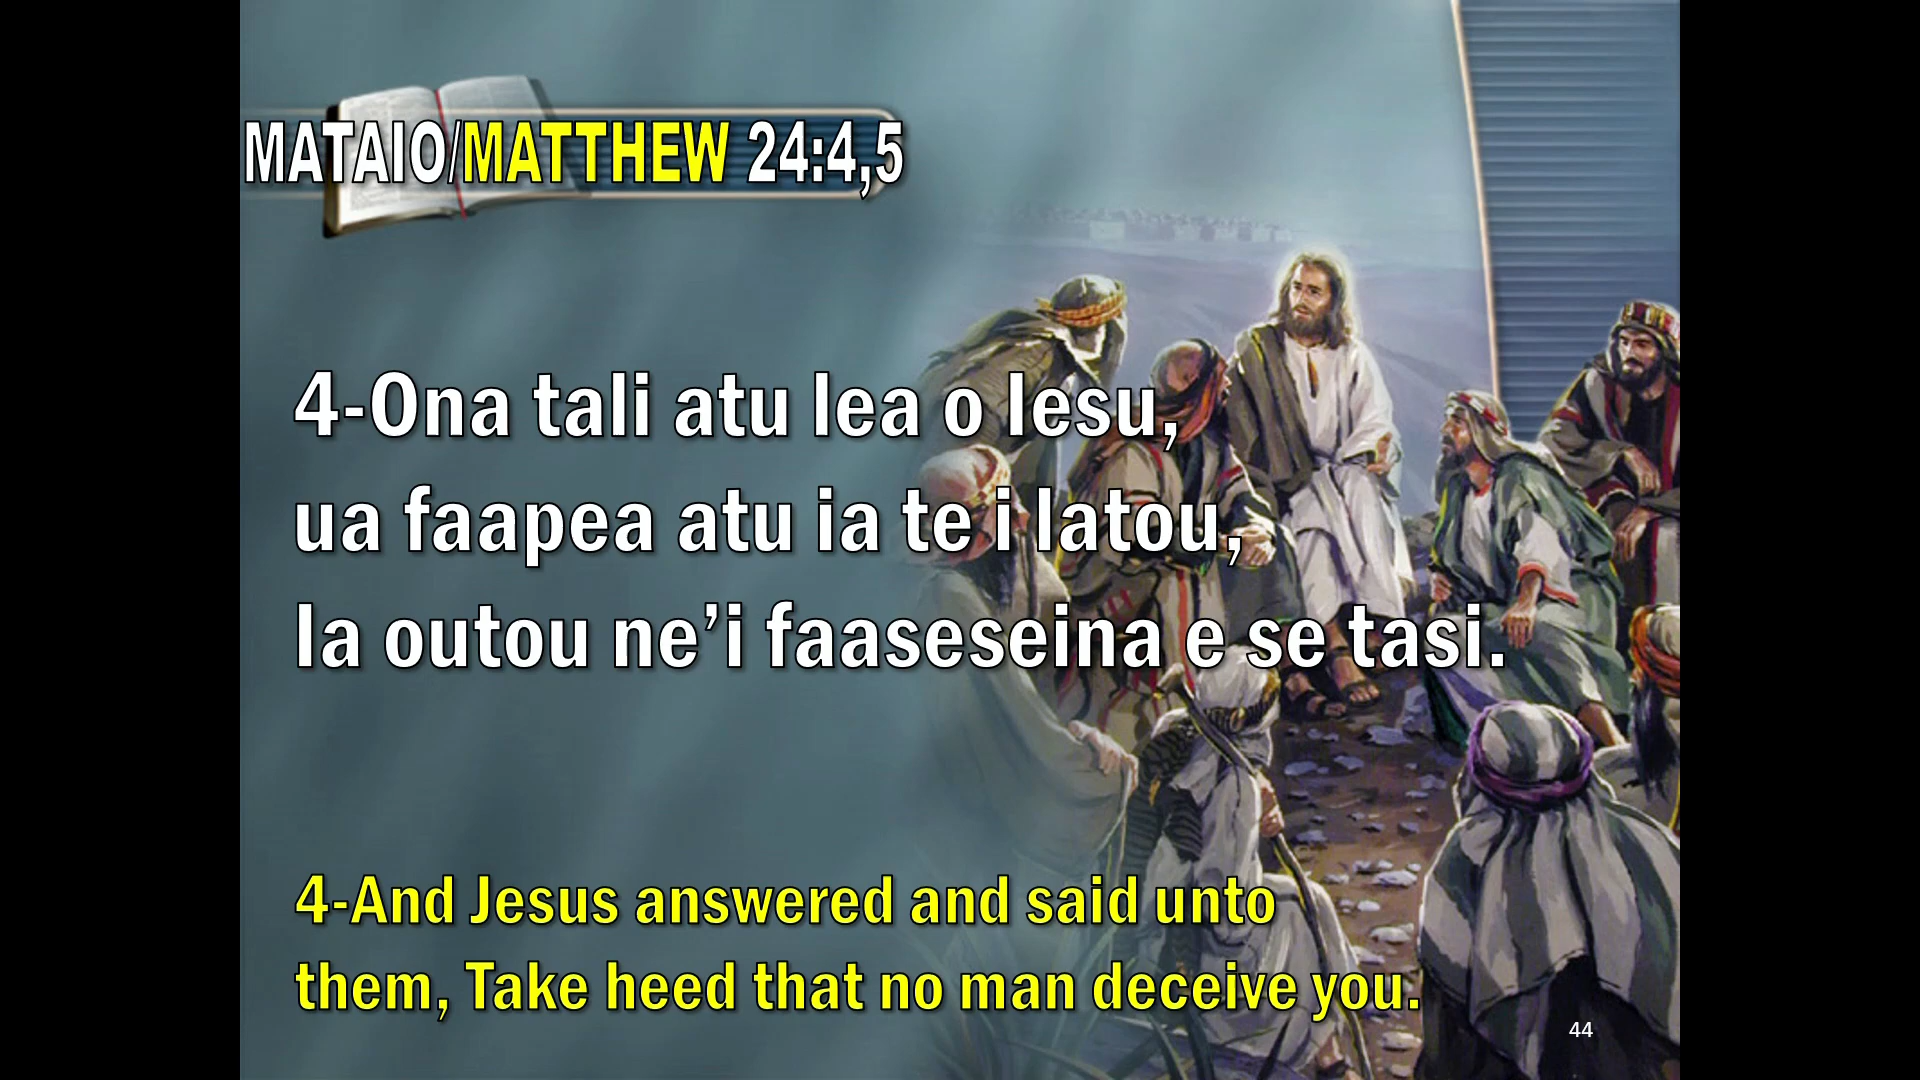 MATAIO/MATTHEW 24:4,5
4-Ona tali atu lea o Iesu,
ua faapea atu ia te i latou,
Ia outou ne’i faaseseina e se tasi.
4-And Jesus answered and said unto
them, Take heed that no man deceive you.
44